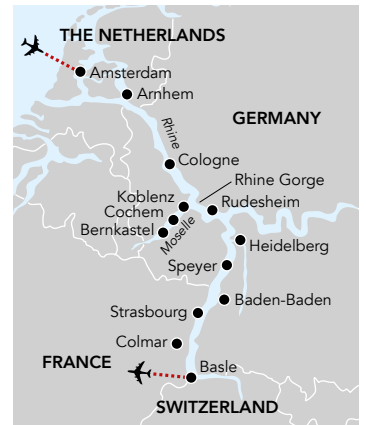 THE NETHERLANDS
Amsterdam
Arnhem
GERMANY
Rhine
Cologne
Rhine Gorge
Koblenz
Rudesheim
Cochem
Bernkastel
Moselle
Heidelberg
Speyer
Baden-Baden
Strasbourg
Colmar
FRANCE
Basle
SWITZERLAND